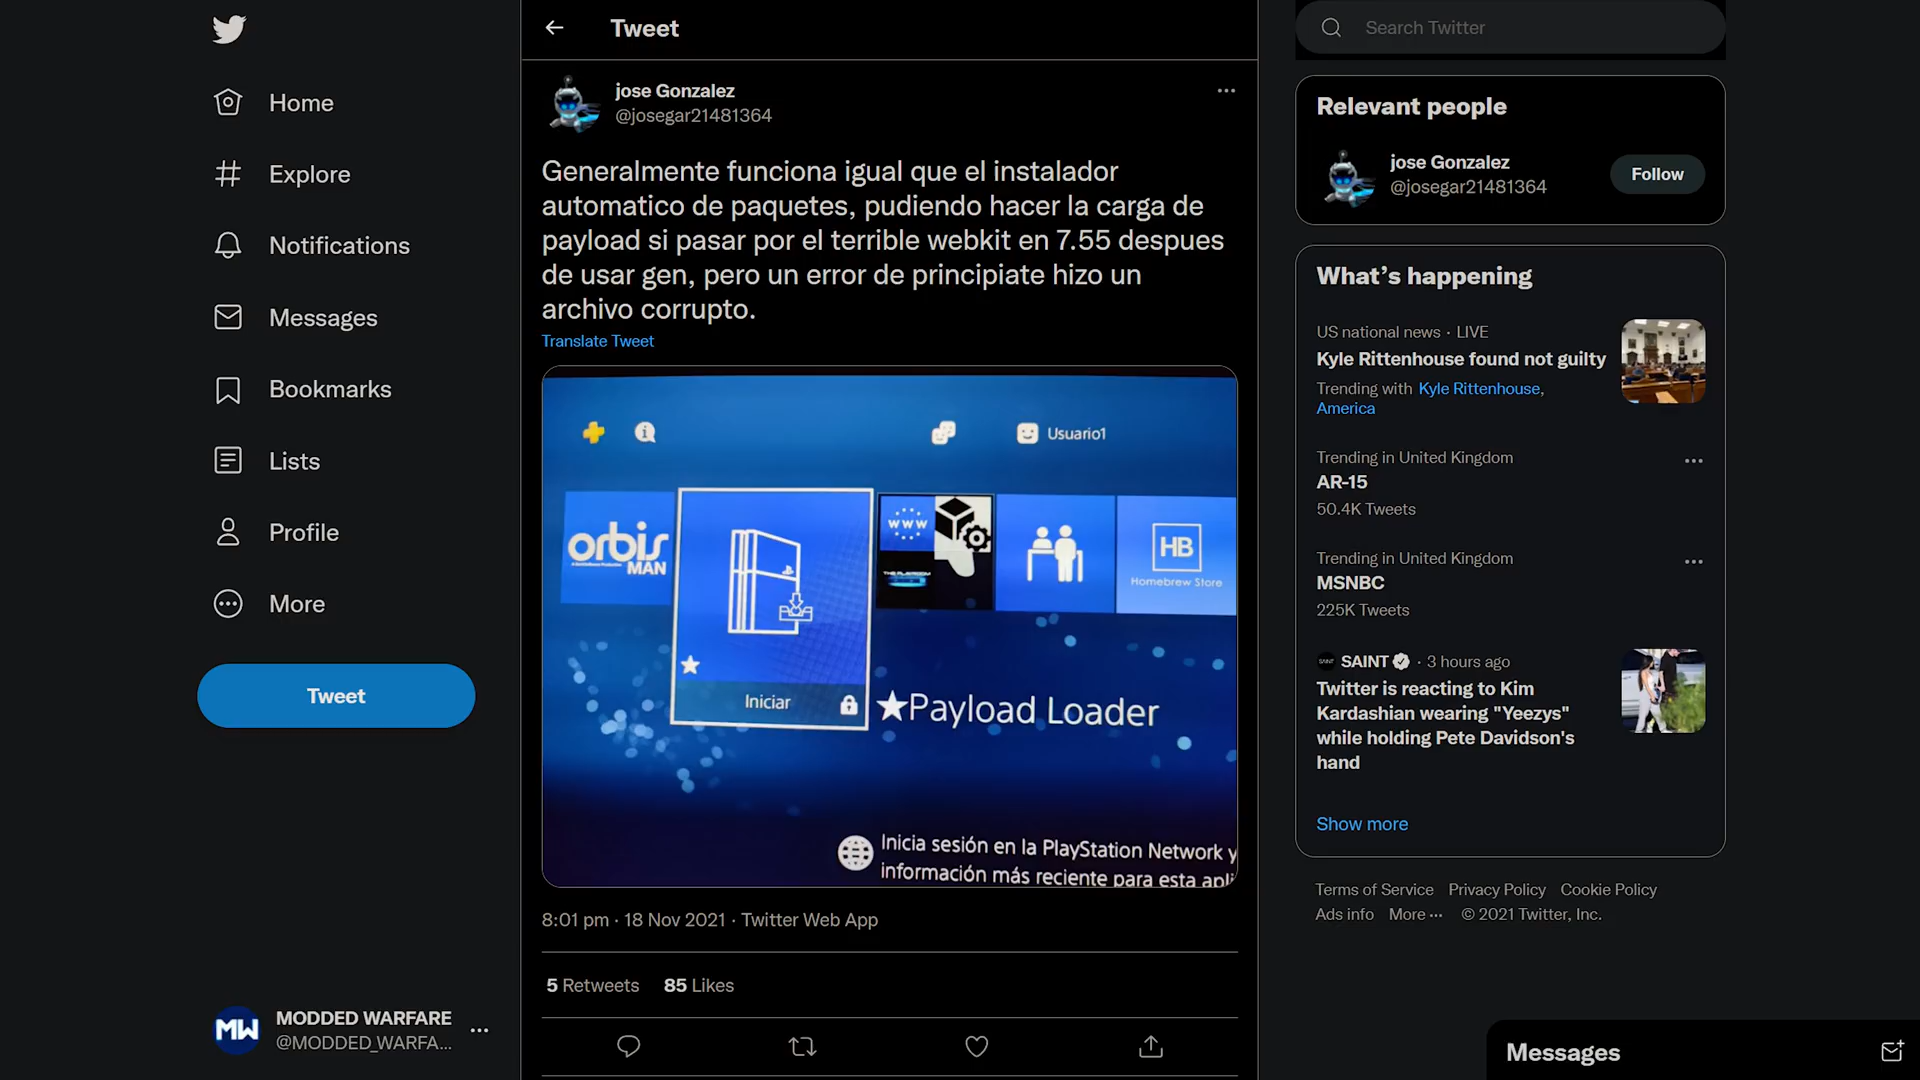 Home
Explore
Notifications
Messages
Bookmarks
Lists
Profile
More
Tweet
MW
MODDED WARFARE
@MODDED_WARFA...
Tweet
jose Gonzalez
@josegar21481364
Generalmente funciona igual que el instalador
automatico de paquetes, pudiendo hacer la carga de
payload si pasar por el terrible webkit en 7.55 despues
de usar gen, pero un error de principiate hizo un
archivo corrupto.
Translate Tweet
Usuario1
orbis
MAN
www
THE PLAYROOM
HB
Homebrew Store
Iniciar
★Payload Loader
Inicia sesión en la PlayStation Network y
información más reciente para esta apli
8:01 pm · 18 Nov 2021 · Twitter Web App
5 Retweets 85 Likes
Search Twitter
Relevant people
jose Gonzalez
@josegar21481364
Follow
What's happening
US national news · LIVE
Kyle Rittenhouse found not guilty
Trending with Kyle Rittenhouse,
America
Trending in United Kingdom
AR-15
50.4K Tweets
Trending in United Kingdom
MSNBC
225K Tweets
SAINT · 3 hours ago
Twitter is reacting to Kim
Kardashian wearing "Yeezys"
while holding Pete Davidson's
hand
Show more
Terms of Service Privacy Policy Cookie Policy
Ads info More ··· © 2021 Twitter, Inc.
Messages